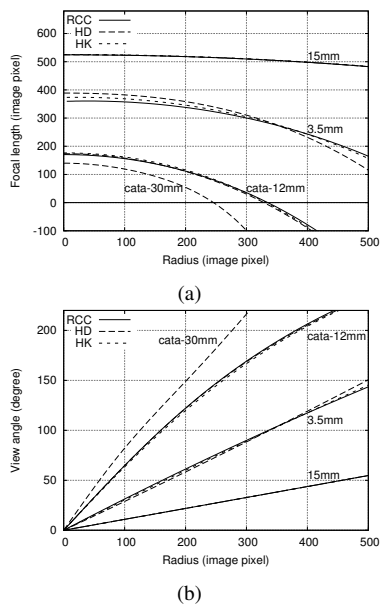 RCC
HD
HK
600
500
400
300
200
100
0
-100
Focal length (image pixel)
15mm
3.5mm
cata-30mm
cata-12mm
0 100 200 300 400 500
Radius (image pixel)
(a)
RCC
HD
HK
200
150
100
50
0
View angle (degree)
cata-30mm
cata-12mm
3.5mm
15mm
0 100 200 300 400 500
Radius (image pixel)
(b)